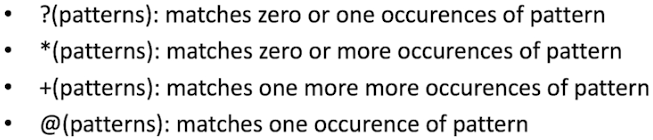 • ?(patterns): matches zero or one occurences of pattern
• *(patterns): matches zero or more occurences of pattern
• +(patterns): matches one more more occurences of pattern
• @(patterns): matches one occurence of pattern